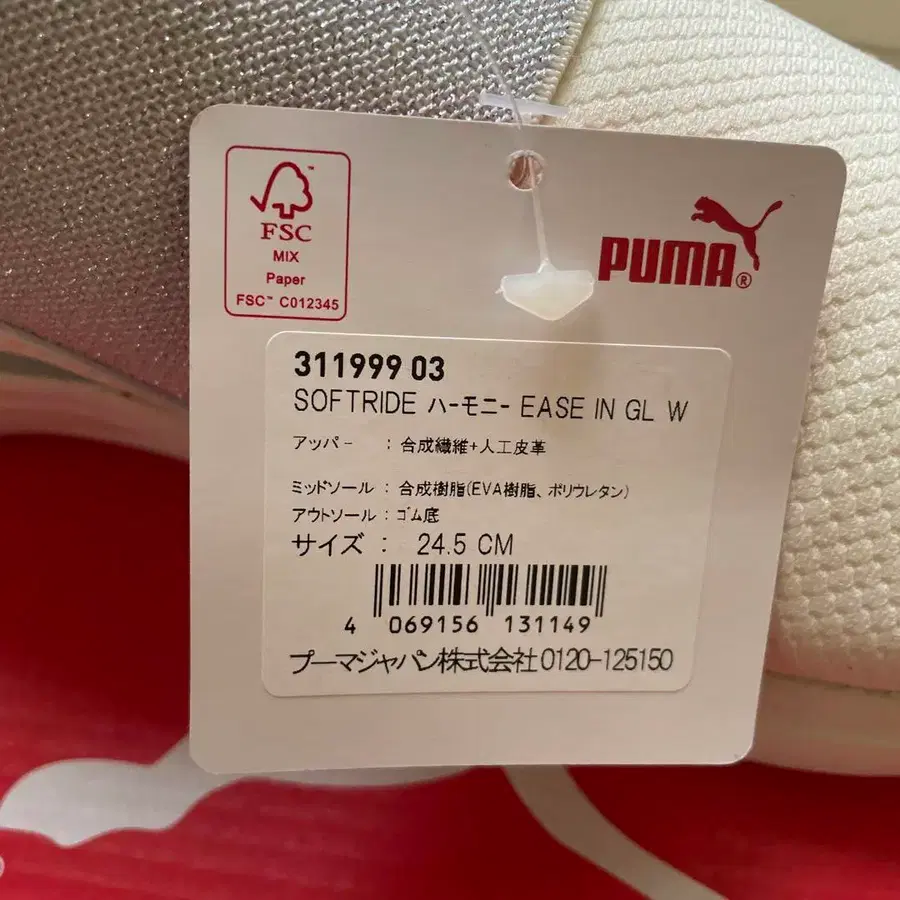 FSC™
MIX
Paper
FSC™ C012345
PUMA®
311999 03
SOFTRIDE ハーモニー EASE IN GL W
アッパー : 合成繊維+人工皮革
ミッドソール : 合成樹脂(EVA樹脂、ポリウレタン)
アウトソール : ゴム底
サイズ : 24.5 CM
4 069156 131149
プーマジャパン株式会社 0120-125150